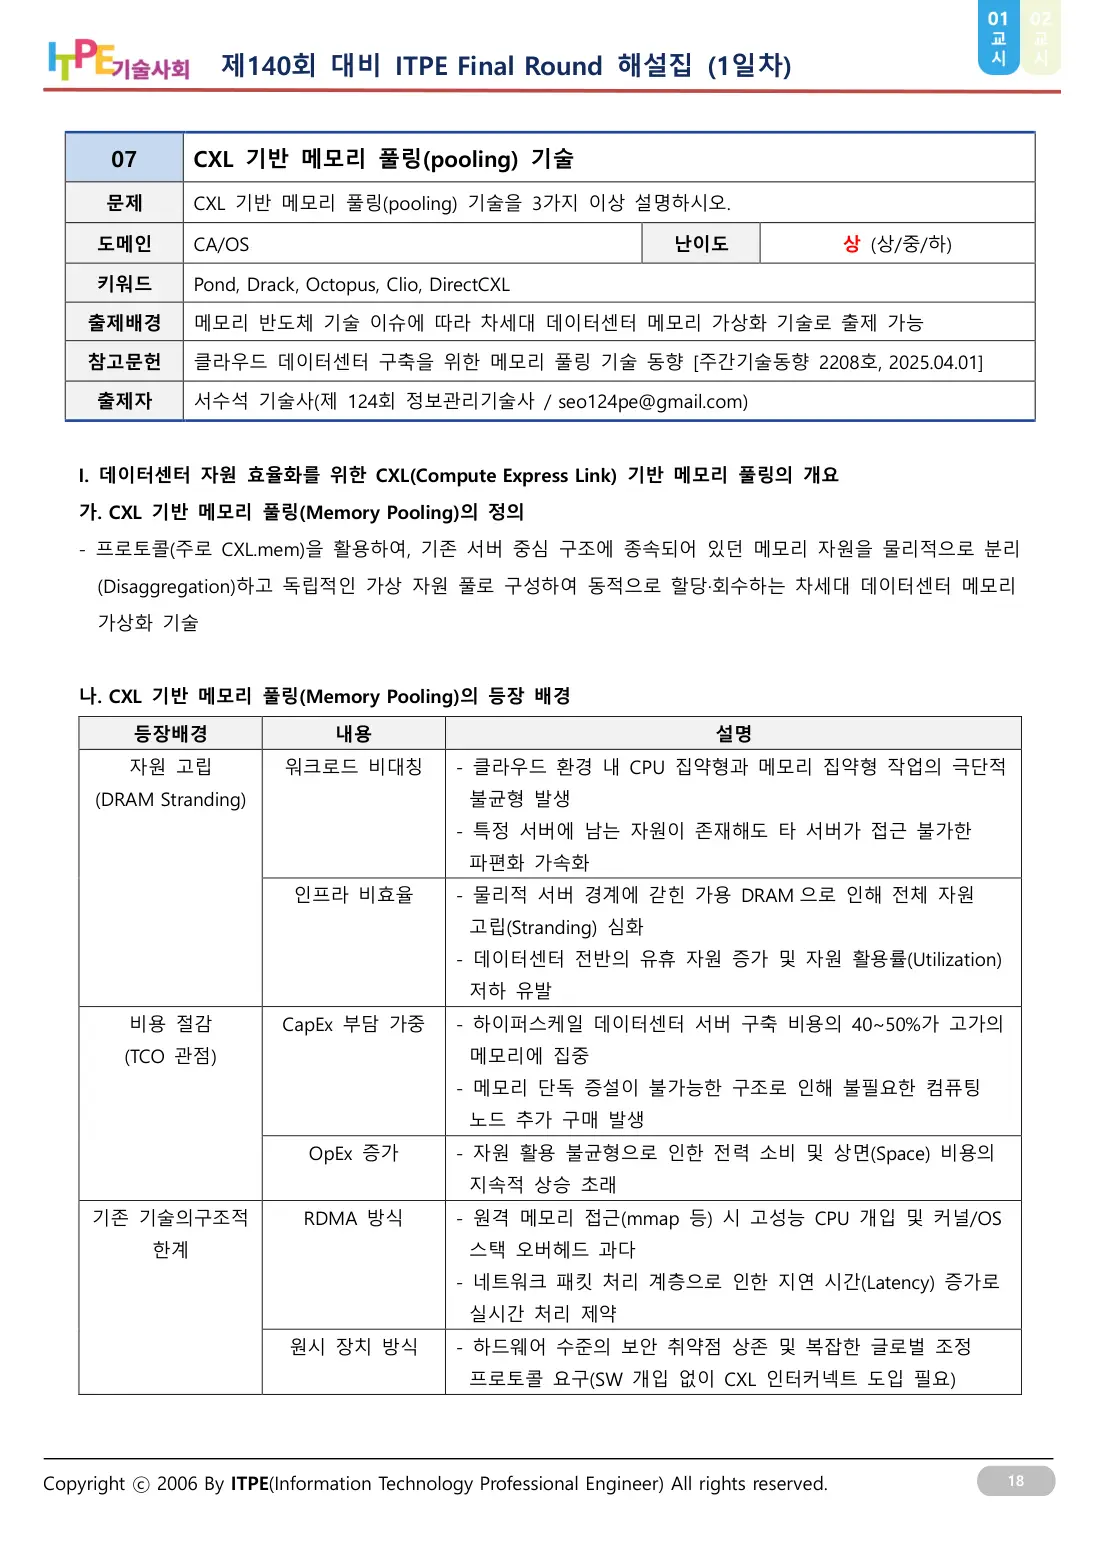 ITPE기술사회 제140회 대비 ITPE Final Round 해설집 (1일차)
01 교시
02 교시
07 CXL 기반 메모리 풀링(pooling) 기술
문제 CXL 기반 메모리 풀링(pooling) 기술을 3가지 이상 설명하시오.
도메인 CA/OS 난이도 상 (상/중/하)
키워드 Pond, Drack, Octopus, Clio, DirectCXL
출제배경 메모리 반도체 기술 이슈에 따라 차세대 데이터센터 메모리 가상화 기술로 출제 가능
참고문헌 클라우드 데이터센터 구축을 위한 메모리 풀링 기술 동향 [주간기술동향 2208호, 2025.04.01]
출제자 서수석 기술사(제 124회 정보관리기술사 / seo124pe@gmail.com)
I. 데이터센터 자원 효율화를 위한 CXL(Compute Express Link) 기반 메모리 풀링의 개요
가. CXL 기반 메모리 풀링(Memory Pooling)의 정의
- 프로토콜(주로 CXL.mem)을 활용하여, 기존 서버 중심 구조에 종속되어 있던 메모리 자원을 물리적으로 분리
(Disaggregation)하고 독립적인 가상 자원 풀로 구성하여 동적으로 할당·회수하는 차세대 데이터센터 메모리
가상화 기술
나. CXL 기반 메모리 풀링(Memory Pooling)의 등장 배경
등장배경 내용 설명
자원 고립 워크로드 비대칭 - 클라우드 환경 내 CPU 집약형과 메모리 집약형 작업의 극단적
(DRAM Stranding) 불균형 발생
- 특정 서버에 남는 자원이 존재해도 타 서버가 접근 불가한
파편화 가속화
인프라 비효율 - 물리적 서버 경계에 갇힌 가용 DRAM으로 인해 전체 자원
고립(Stranding) 심화
- 데이터센터 전반의 유휴 자원 증가 및 자원 활용률(Utilization)
저하 유발
비용 절감 CapEx 부담 가중 - 하이퍼스케일 데이터센터 서버 구축 비용의 40~50%가 고가의
(TCO 관점) 메모리에 집중
- 메모리 단독 증설이 불가능한 구조로 인해 불필요한 컴퓨팅
노드 추가 구매 발생
OpEx 증가 - 자원 활용 불균형으로 인한 전력 소비 및 상면(Space) 비용의
지속적 상승 초래
기존 기술의구조적 RDMA 방식 - 원격 메모리 접근(mmap 등) 시 고성능 CPU 개입 및 커널/OS
한계 스택 오버헤드 과다
- 네트워크 패킷 처리 계층으로 인한 지연 시간(Latency) 증가로
실시간 처리 제약
원시 장치 방식 - 하드웨어 수준의 보안 취약점 상존 및 복잡한 글로벌 조정
프로토콜 요구(SW 개입 없이 CXL 인터커넥트 도입 필요)
Copyright ⓒ 2006 By ITPE(Information Technology Professional Engineer) All rights reserved. 18